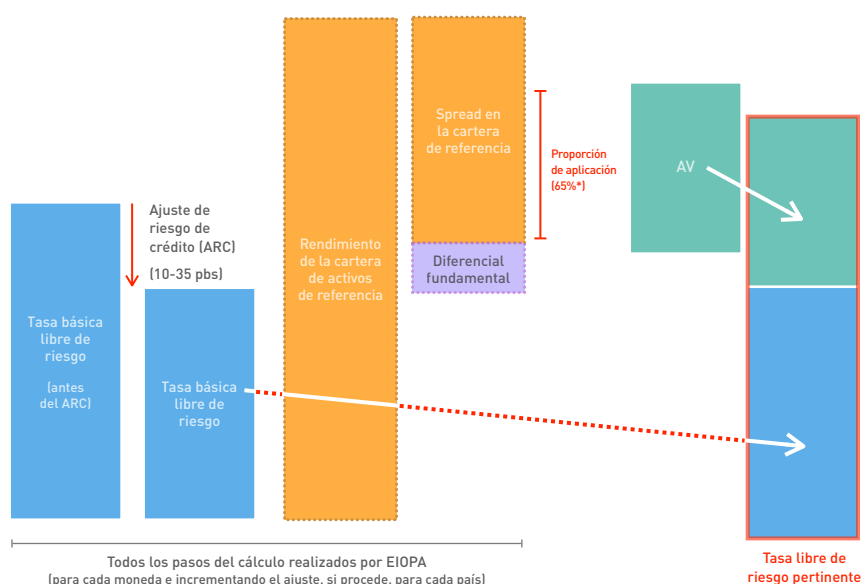 Tasa básica
libre de
riesgo
(antes
del ARC)
Ajuste de
riesgo de
crédito (ARC)
(10-35 pbs)
Tasa básica
libre de
riesgo
Rendimiento
de la cartera
de activos
de referencia
Spread en
la cartera
de referencia
Diferencial
fundamental
Proporción
de aplicación
(65%*)
AV
Todos los pasos del cálculo realizados por EIOPA
(para cada moneda e incrementando el ajuste, si procede, para cada país)
Tasa libre de
riesgo pertinente